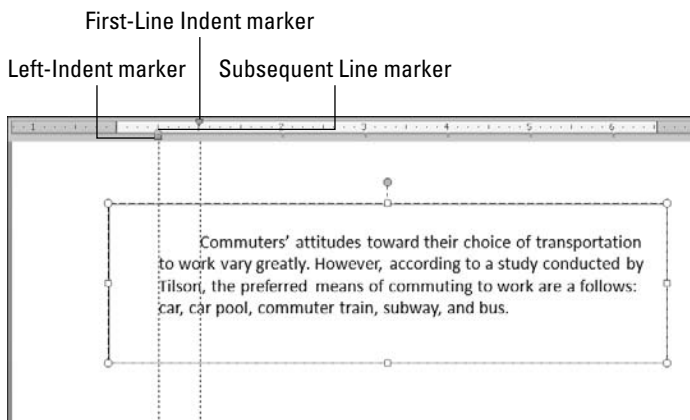 First-Line Indent marker
Left-Indent marker Subsequent Line marker
1 2 3 4 5 6
Commuters' attitudes toward their choice of transportation
to work vary greatly. However, according to a study conducted by
Tilson, the preferred means of commuting to work are a follows:
car, car pool, commuter train, subway, and bus.